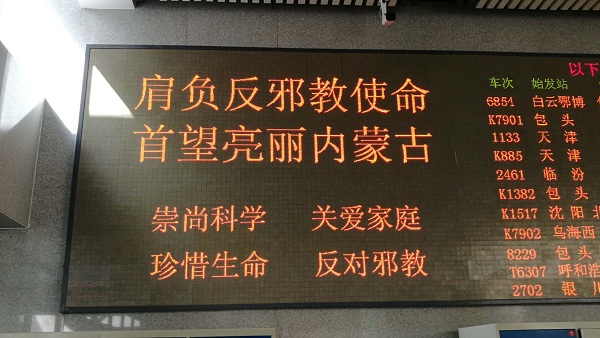 肩负反邪教使命
首望亮丽内蒙古
崇尚科学 关爱家庭
珍惜生命 反对邪教
以下
车次 始发站
6854 白云鄂博
K7901 包头
1133 天津
K885 天津
2461 临汾
K1382 包头
K1517 沈阳北
K7902 乌海西
8229 包头
T6307 呼和浩
2702 银川